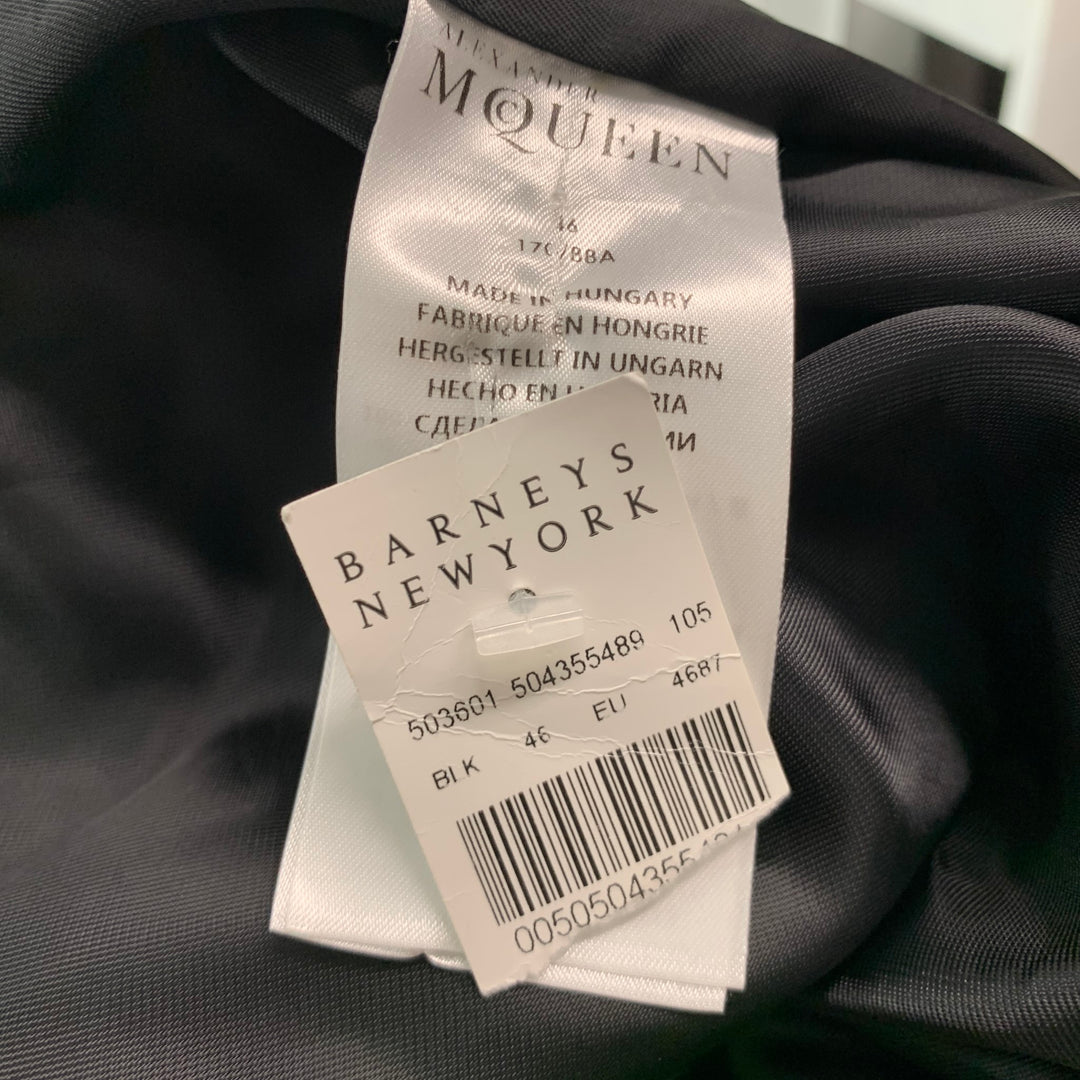 ALEXANDER
MCQUEEN
46
170/88A
MADE IN HUNGARY
FABRIQUE EN HONGRIE
HERGESTELLT IN UNGARN
HECHO EN
BARNEYS
NEWYORK
503601 504355489 105
BLK 46 EU 4687